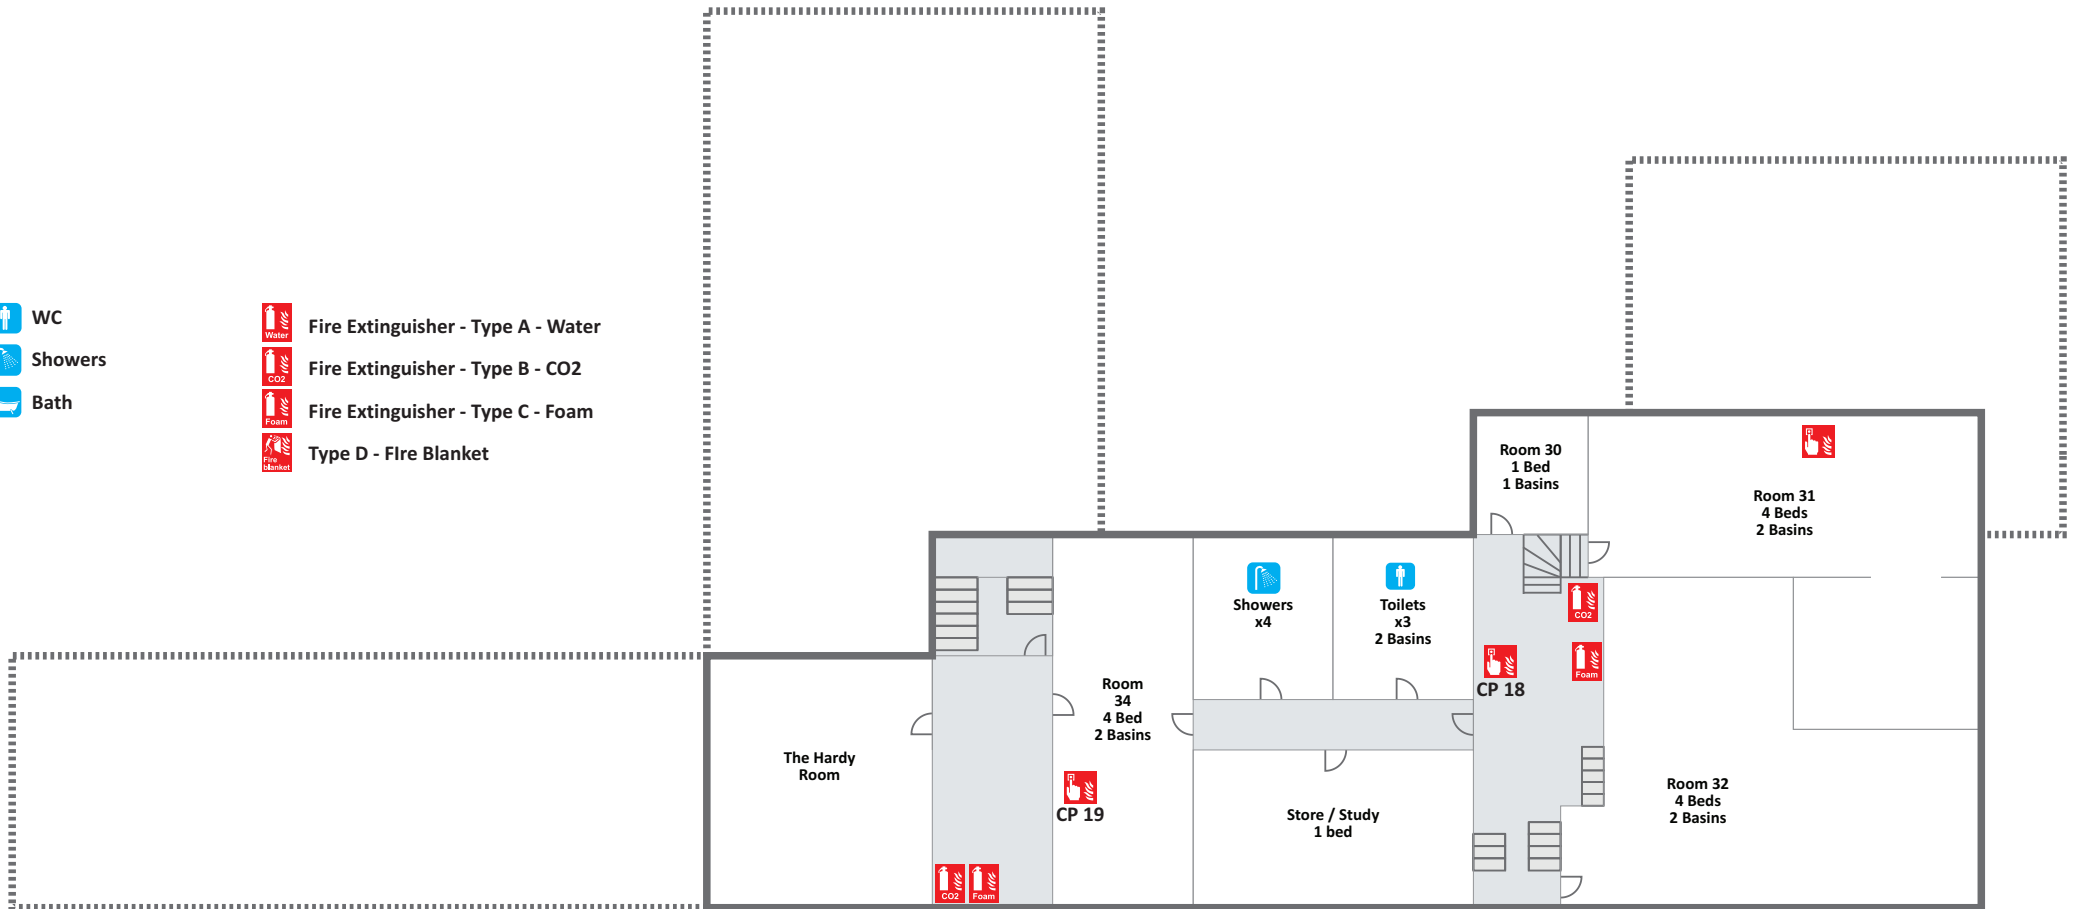 WC
Showers
Bath
Water
Fire Extinguisher - Type A - Water
CO2
Fire Extinguisher - Type B - CO2
Foam
Fire Extinguisher - Type C - Foam
Fire
blanket
Type D - FIre Blanket
Room 30
1 Bed
1 Basins
Room 31
4 Beds
2 Basins
Showers
x4
Toilets
x3
2 Basins
CO2
Foam
CP 18
Room
34
4 Bed
2 Basins
The Hardy
Room
CP 19
Store / Study
1 bed
Room 32
4 Beds
2 Basins
CO2
Foam